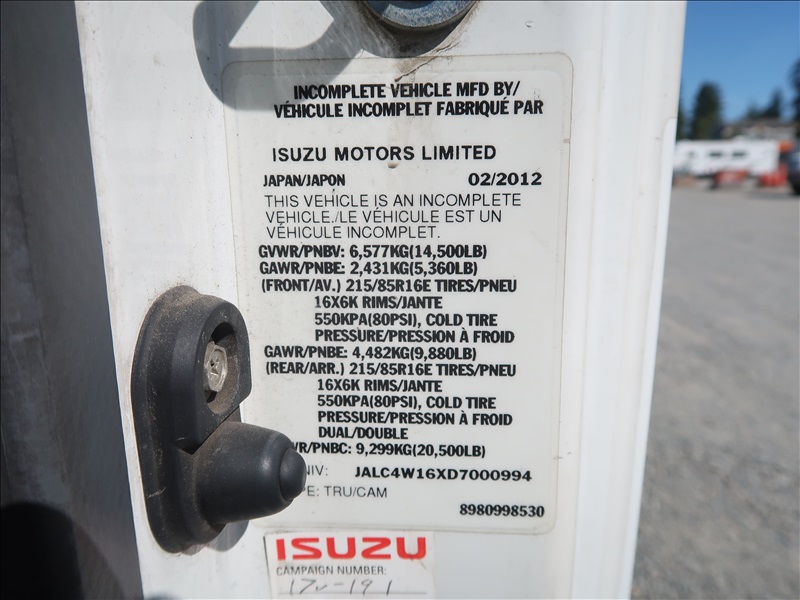 INCOMPLETE VEHICLE MFD BY/
VÉHICULE INCOMPLET FABRIQUÉ PAR
ISUZU MOTORS LIMITED
JAPAN/JAPON 02/2012
THIS VEHICLE IS AN INCOMPLETE
VEHICLE./LE VÉHICULE EST UN
VÉHICULE INCOMPLET.
GVWR/PNBV: 6,577KG(14,500LB)
GAWR/PNBE: 2,431KG(5,360LB)
(FRONT/AV.) 215/85R16E TIRES/PNEU
16X6K RIMS/JANTE
550KPA(80PSI), COLD TIRE
PRESSURE/PRESSION À FROID
GAWR/PNBE: 4,482KG(9,880LB)
(REAR/ARR.) 215/85R16E TIRES/PNEU
16X6K RIMS/JANTE
550KPA(80PSI), COLD TIRE
PRESSURE/PRESSION À FROID
DUAL/DOUBLE
R/PNBC: 9,299KG(20,500LB)
NIV: JALC4W16XD7000994
PE: TRU/CAM
8980998530
ISUZU
CAMPAIGN NUMBER: